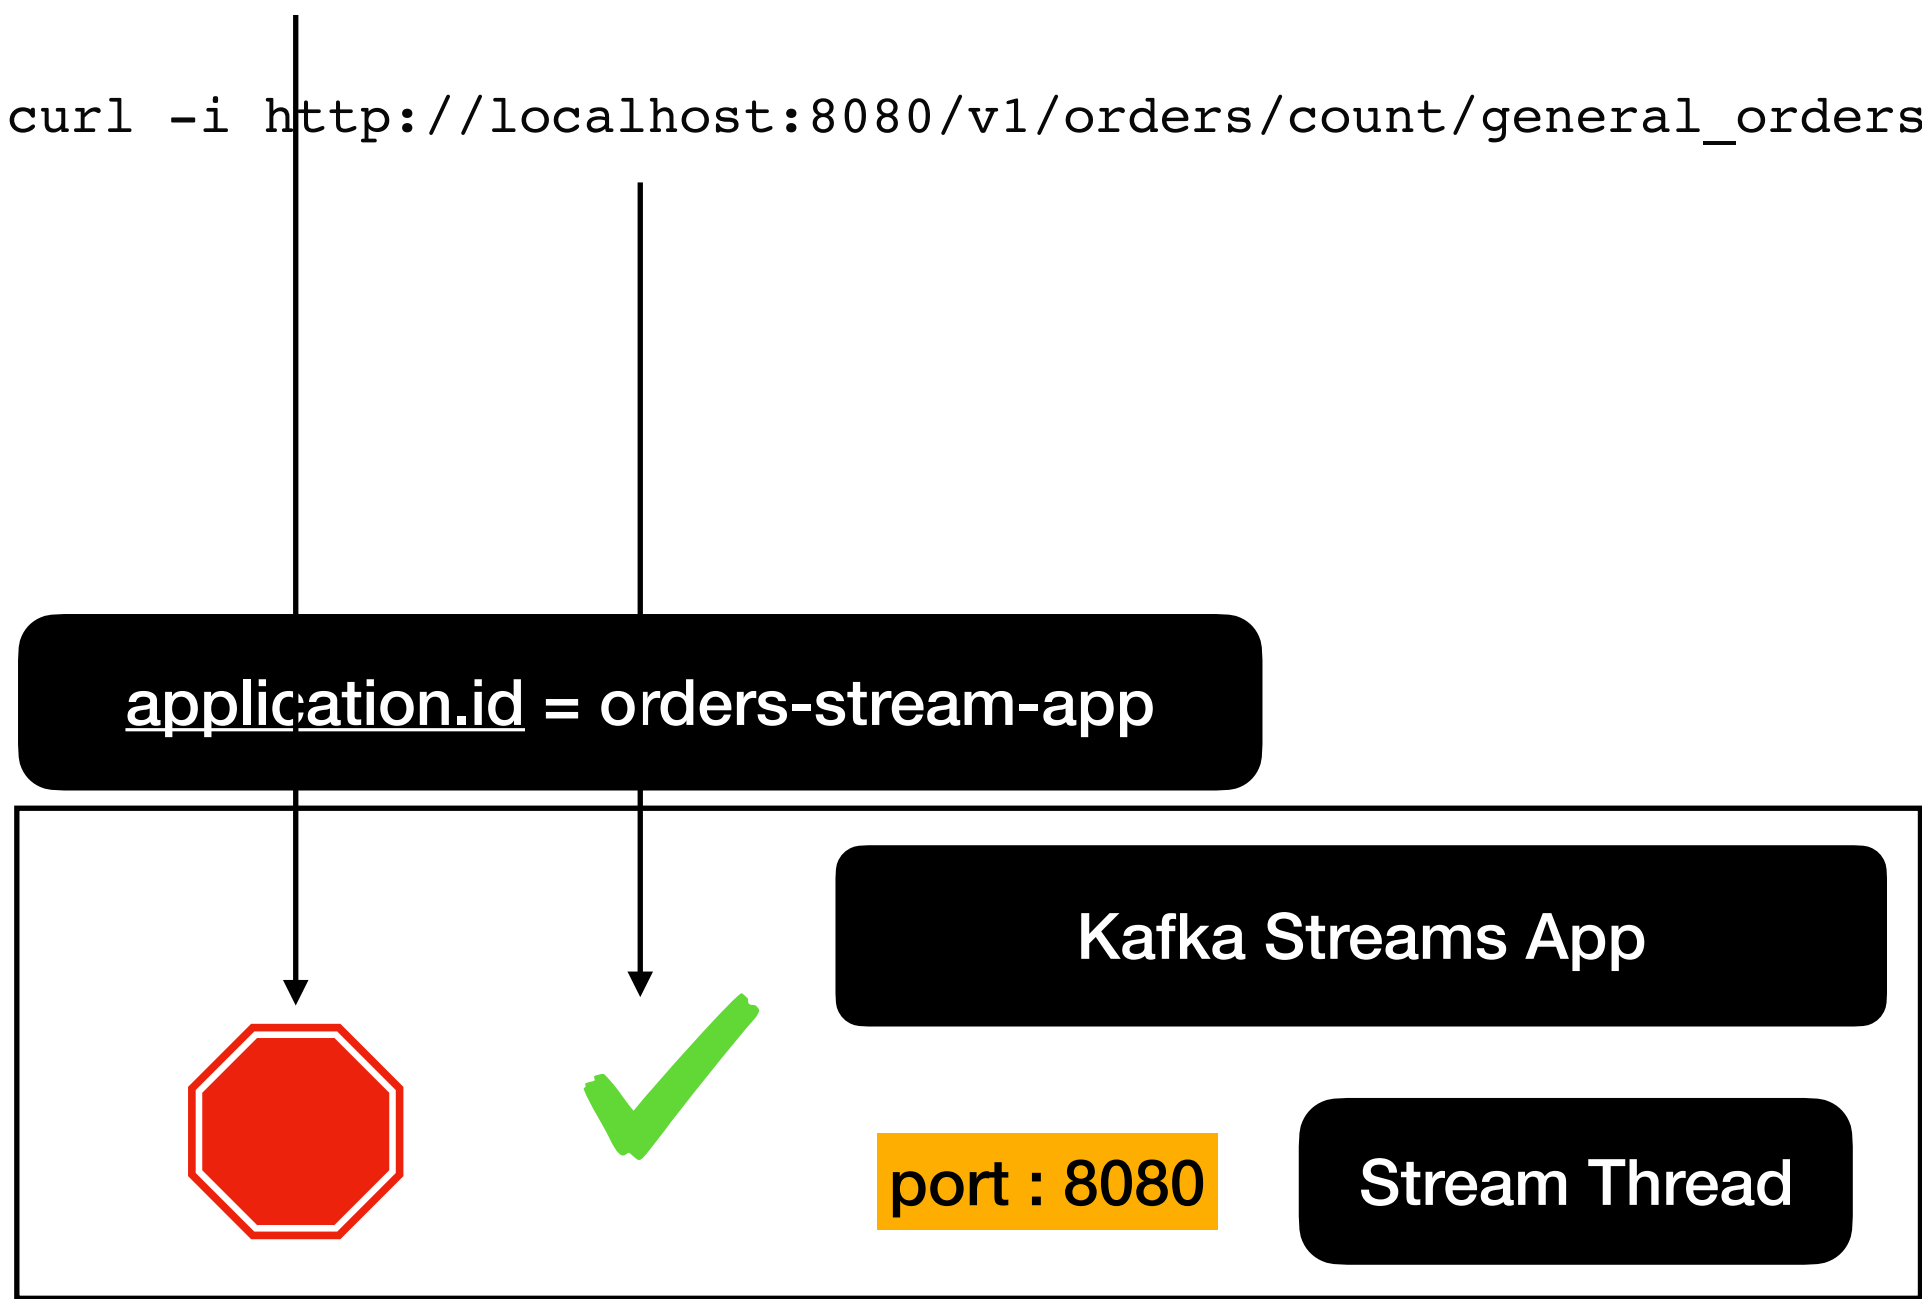 curl -i http://localhost:8080/v1/orders/count/general_orders
application.id = orders-stream-app
Kafka Streams App
port : 8080
Stream Thread